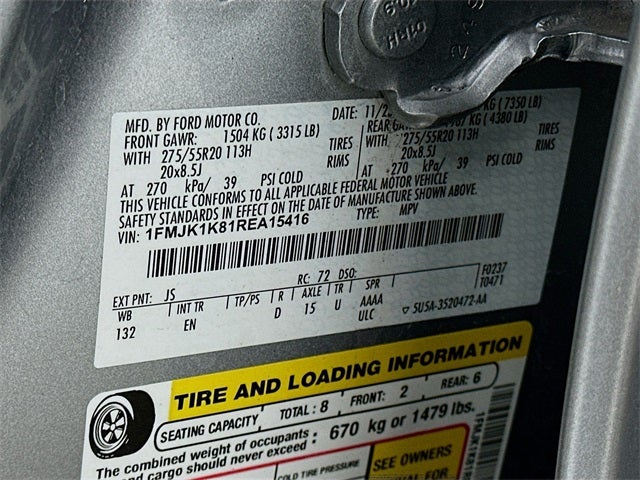 MFD. BY FORD MOTOR CO.
DATE: 11/2
KG ( 7350 LB)
FRONT GAWR: 1504 KG ( 3315 LB)
REAR
KG ( 4380 LB)
WITH 275/55R20 113H TIRES
WITH 275/55R20 113H TIRES
20x8.5J RIMS
20x8.5J RIMS
AT 270 kPa/ 39 PSI COLD
AT 270 kPa/ 39 PSI COLD
THIS VEHICLE CONFORMS TO ALL APPLICABLE FEDERAL MOTOR VEHICLE
SAFETY STANDARDS IN EFFECT ON THE DATE OF MANUFACTURE SHOWN ABOVE.
VIN: 1FMJK1K81REA15416 TYPE: MPV
EXT PNT: JS RC: 72 DSO: F0237
T0471
WB INT TR TP/PS R AXLE TR SPR
132 EN D 15 U AAAA
ULC 5U5A-3520472-AA
TIRE AND LOADING INFORMATION
SEATING CAPACITY TOTAL : 8 FRONT: 2 REAR: 6
The combined weight of occupants
and cargo should never exceed : 670 kg or 1479 lbs.
COLD TIRE PRESSURE
SEE OWNERS